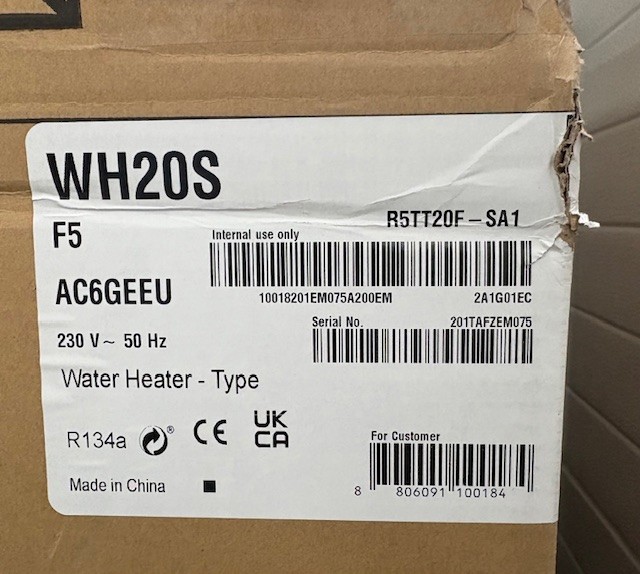 WH20S
F5
R5TT20F-SA1
Internal use only
10018201EM075A200EM 2A1G01EC
AC6GEEU
Serial No. 201TAFZEM075
230 V~ 50 Hz
Water Heater - Type
R134a ® CE UK
CA
For Customer
Made in China
8 806091 100184